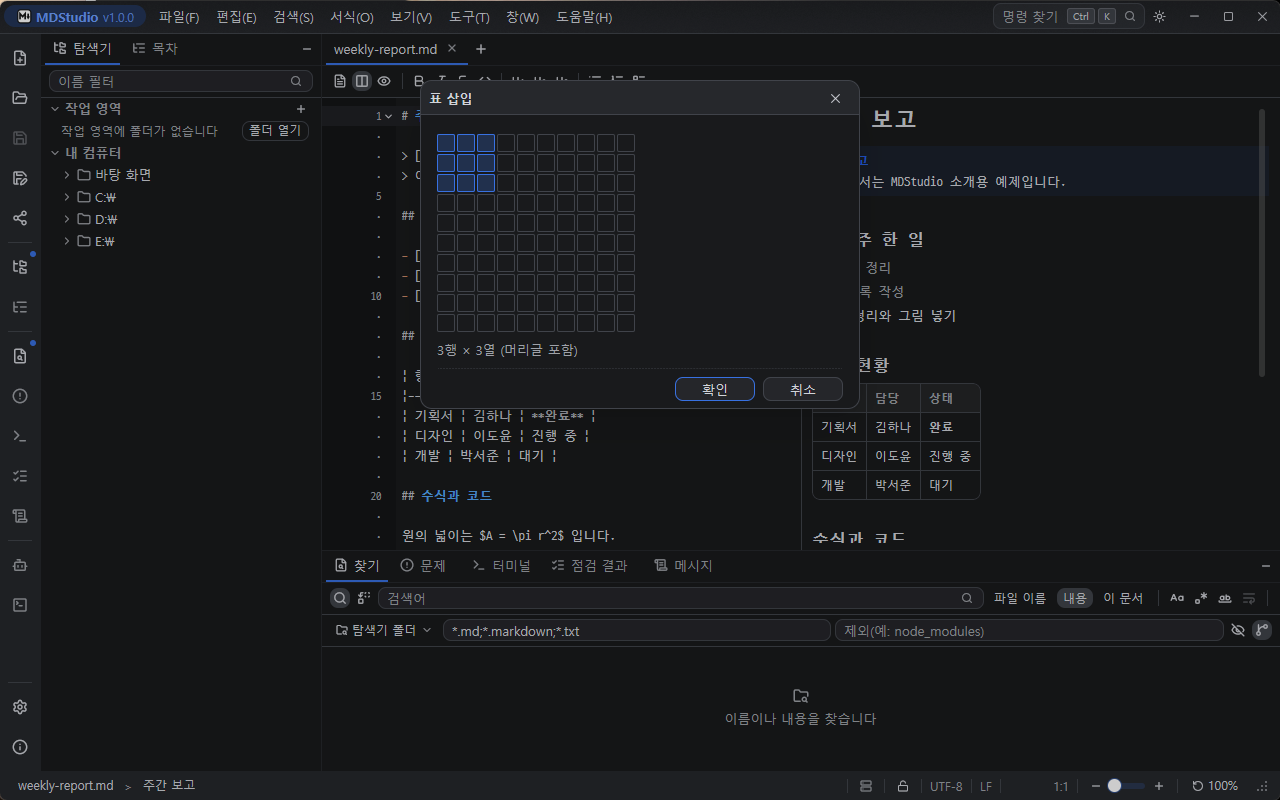 MDStudio v1.0.0
파일(F) 편집(E) 검색(S) 서식(O) 보기(V) 도구(T) 창(W) 도움말(H)
명령 찾기 Ctrl K
탐색기 목차
이름 필터
작업 영역
작업 영역에 폴더가 없습니다 폴더 열기
내 컴퓨터
바탕 화면
C:₩
D:₩
E:₩
weekly-report.md
표 삽입
3행 × 3열 (머리글 포함)
확인 취소
1 #
> [
>
5
##
- [
- [
10 - [
##
|
15 |--
| 기획서 | 김하나 | **완료** |
| 디자인 | 이도윤 | 진행 중 |
| 개발 | 박서준 | 대기 |
20 ## 수식과 코드
원의 넓이는 $A = \pi r^2$ 입니다.
보고
서는 MDStudio 소개용 예제입니다.
주 한 일
정리
록 작성
정리와 그림 넣기
현황
담당 상태
기획서 김하나 완료
디자인 이도윤 진행 중
개발 박서준 대기
수식과 코드
찾기 문제 터미널 점검 결과 메시지
검색어 파일 이름 내용 이 문서 Aa ab
탐색기 폴더 *.md;*.markdown;*.txt 제외(예: node_modules)
이름이나 내용을 찾습니다
weekly-report.md > 주간 보고 UTF-8 LF 1:1 100%